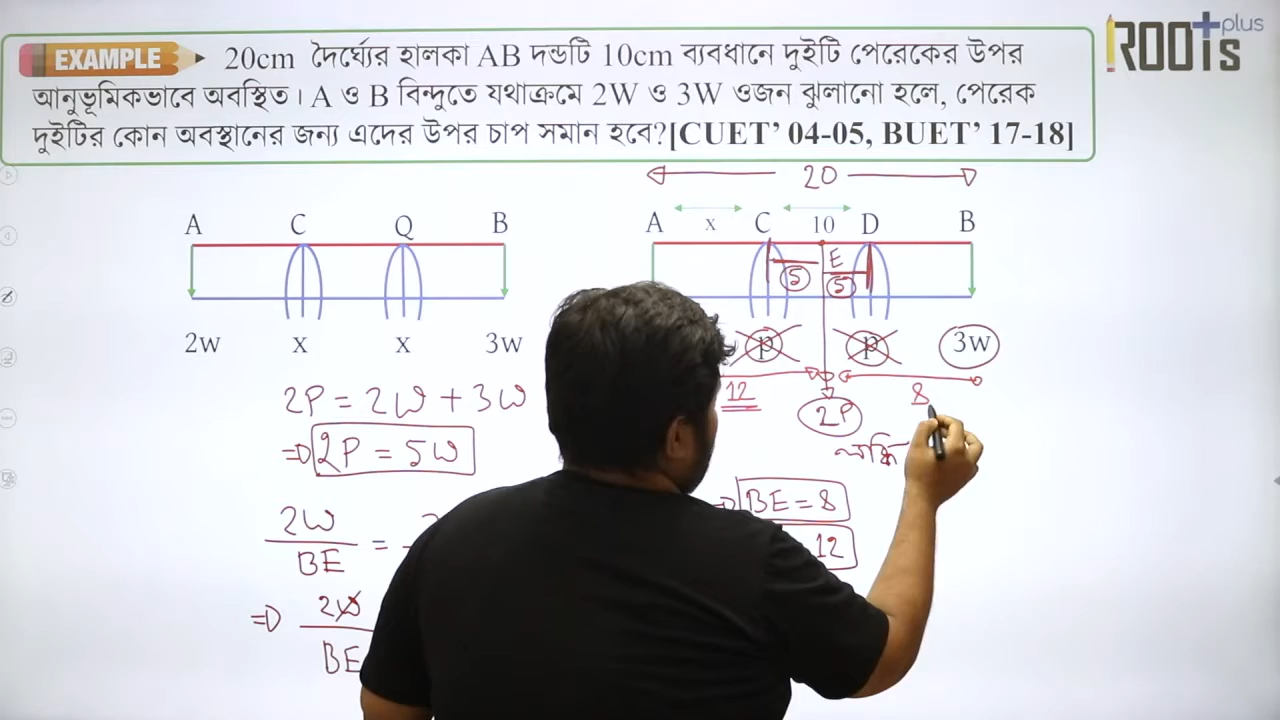 EXAMPLE 20cm দৈর্ঘ্যের হালকা AB দন্ডটি 10cm ব্যবধানে দুইটি পেরেকের উপর
আনুভূমিকভাবে অবস্থিত। A ও B বিন্দুতে যথাক্রমে 2W ও 3W ওজন ঝুলানো হলে, পেরেক
দুইটির কোন অবস্থানের জন্য এদের উপর চাপ সমান হবে?[CUET' 04-05, BUET' 17-18]
ROOTs plus
20
A C Q B
A x C 10 D B
E
5 5
2w x x 3w
p p 3w
12 8
2P
লব্ধি
2P = 2W + 3W
⇒ 2P = 5W
2W/BE =
⇒ BE = 8
12
⇒ 2W/BE